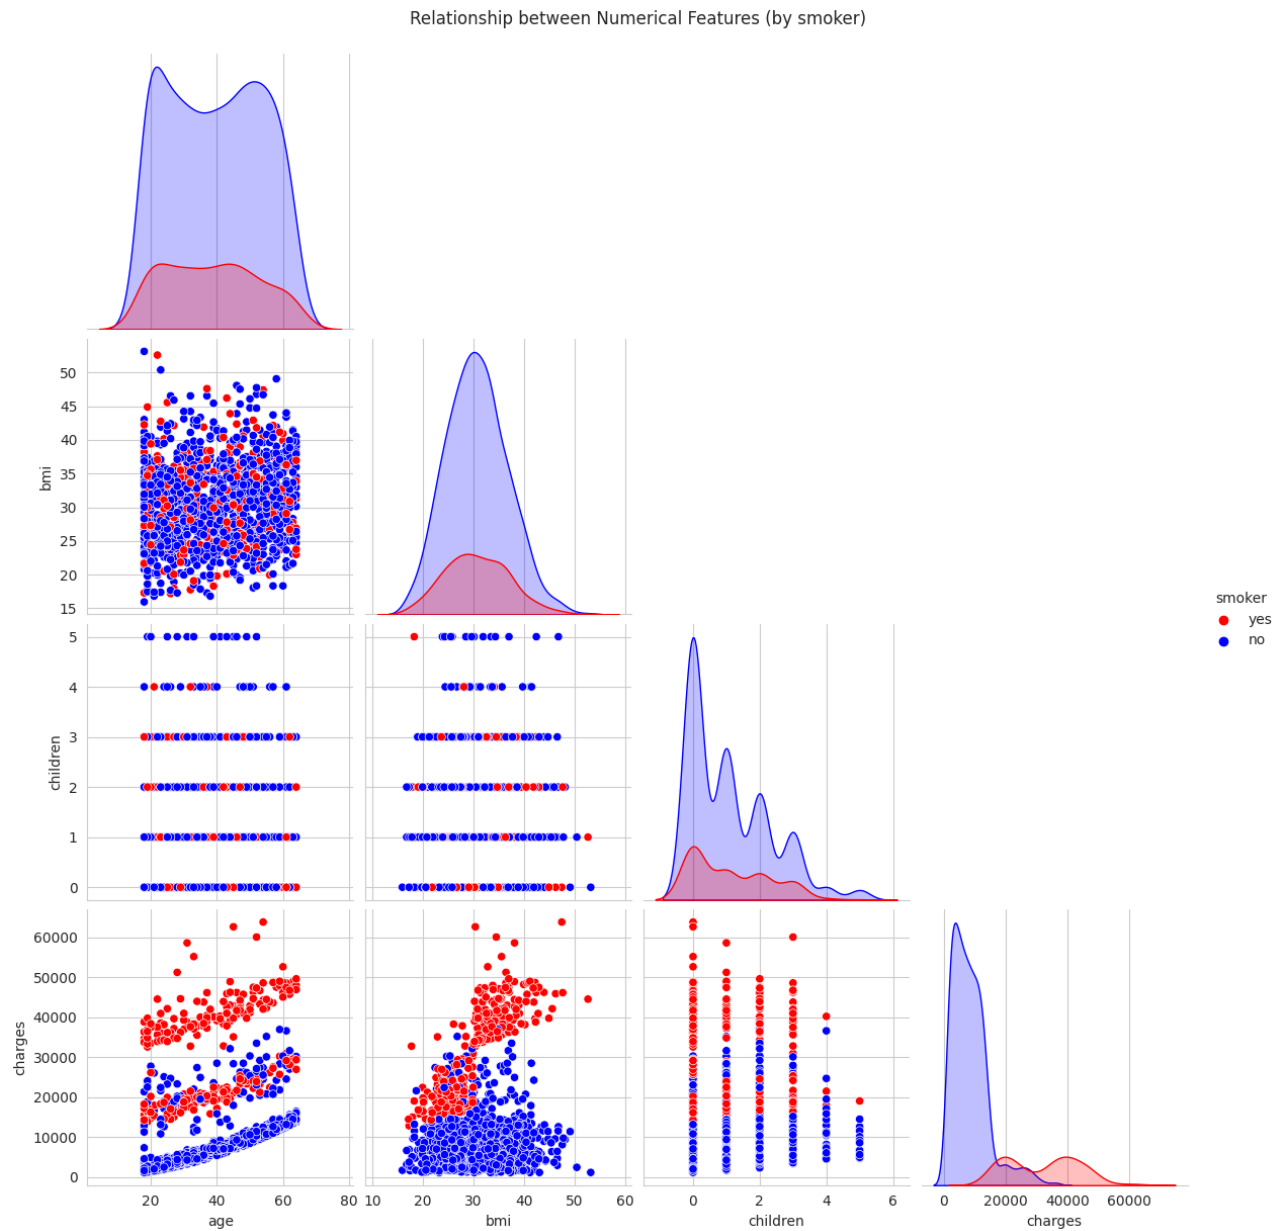 Relationship between Numerical Features (by smoker)
50
45
40
35
30
25
20
15
bmi
smoker
yes
no
5
4
3
2
1
0
children
60000
50000
40000
30000
20000
10000
0
charges
20 40 60 80
10 20 30 40 50 60
0 2 4 6
0 20000 40000 60000
age
bmi
children
charges